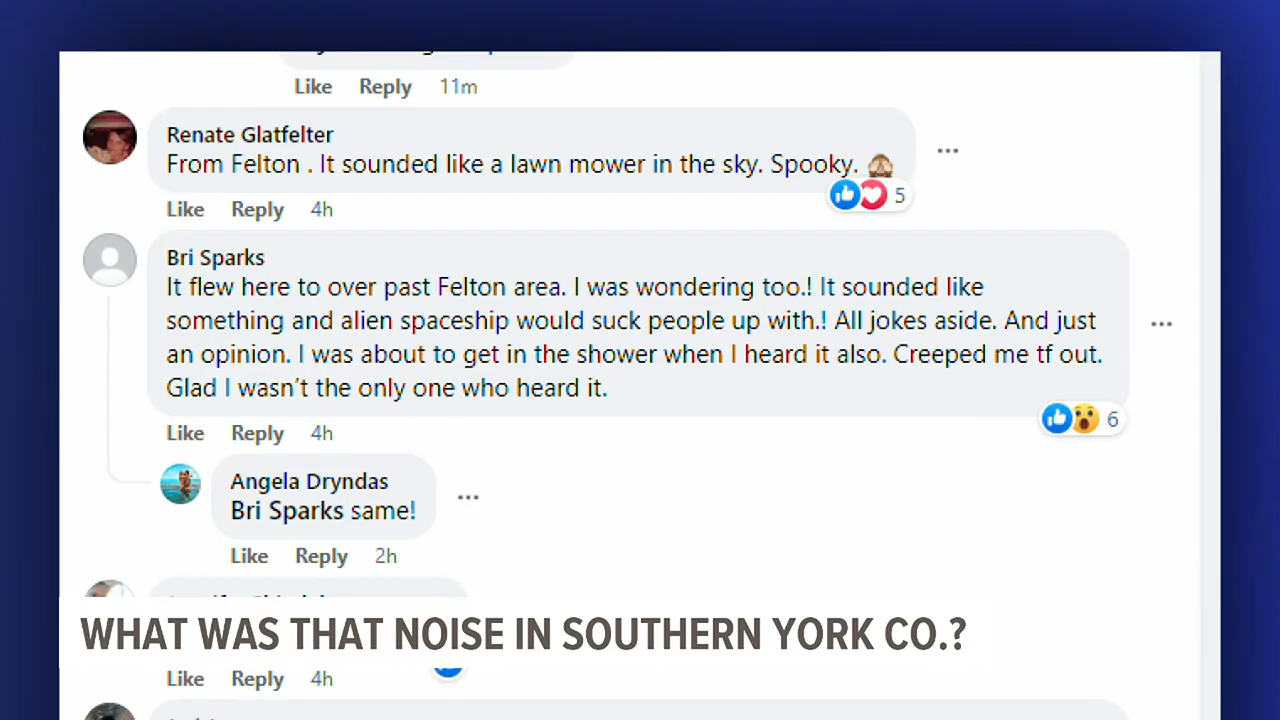 Like Reply 11m
Renate Glatfelter
From Felton . It sounded like a lawn mower in the sky. Spooky. 🙈
5
Like Reply 4h
Bri Sparks
It flew here to over past Felton area. I was wondering too.! It sounded like
something and alien spaceship would suck people up with.! All jokes aside. And just
an opinion. I was about to get in the shower when I heard it also. Creeped me tf out.
Glad I wasn't the only one who heard it.
6
Like Reply 4h
Angela Dryndas
Bri Sparks same!
Like Reply 2h
WHAT WAS THAT NOISE IN SOUTHERN YORK CO.?
Like Reply 4h